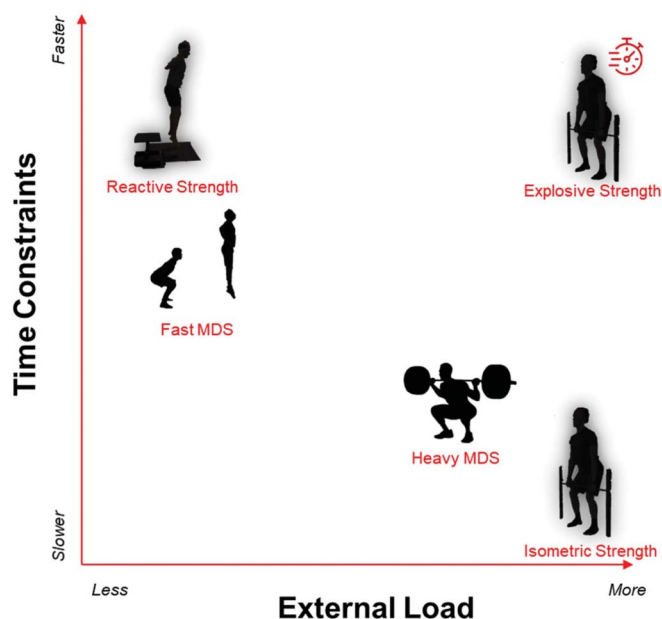 Faster
Time Constraints
Slower
Reactive Strength
Explosive Strength
Fast MDS
Heavy MDS
Isometric Strength
Less
More
External Load